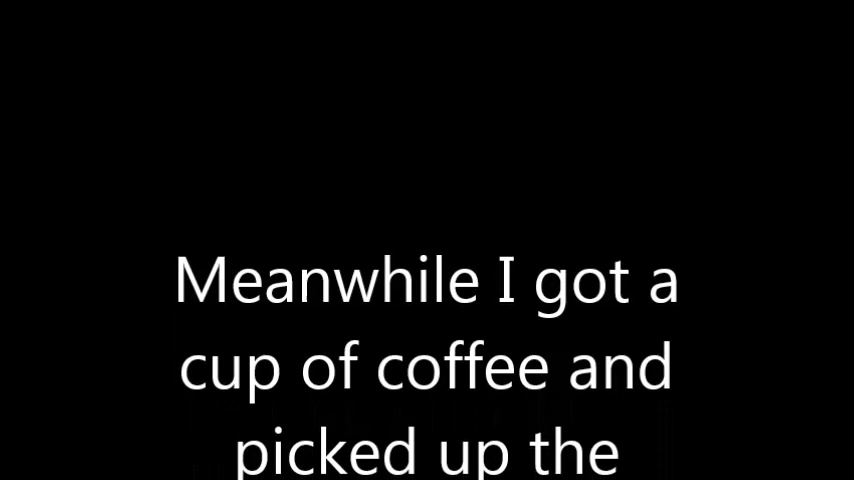 Meanwhile I got a
cup of coffee and
picked up the